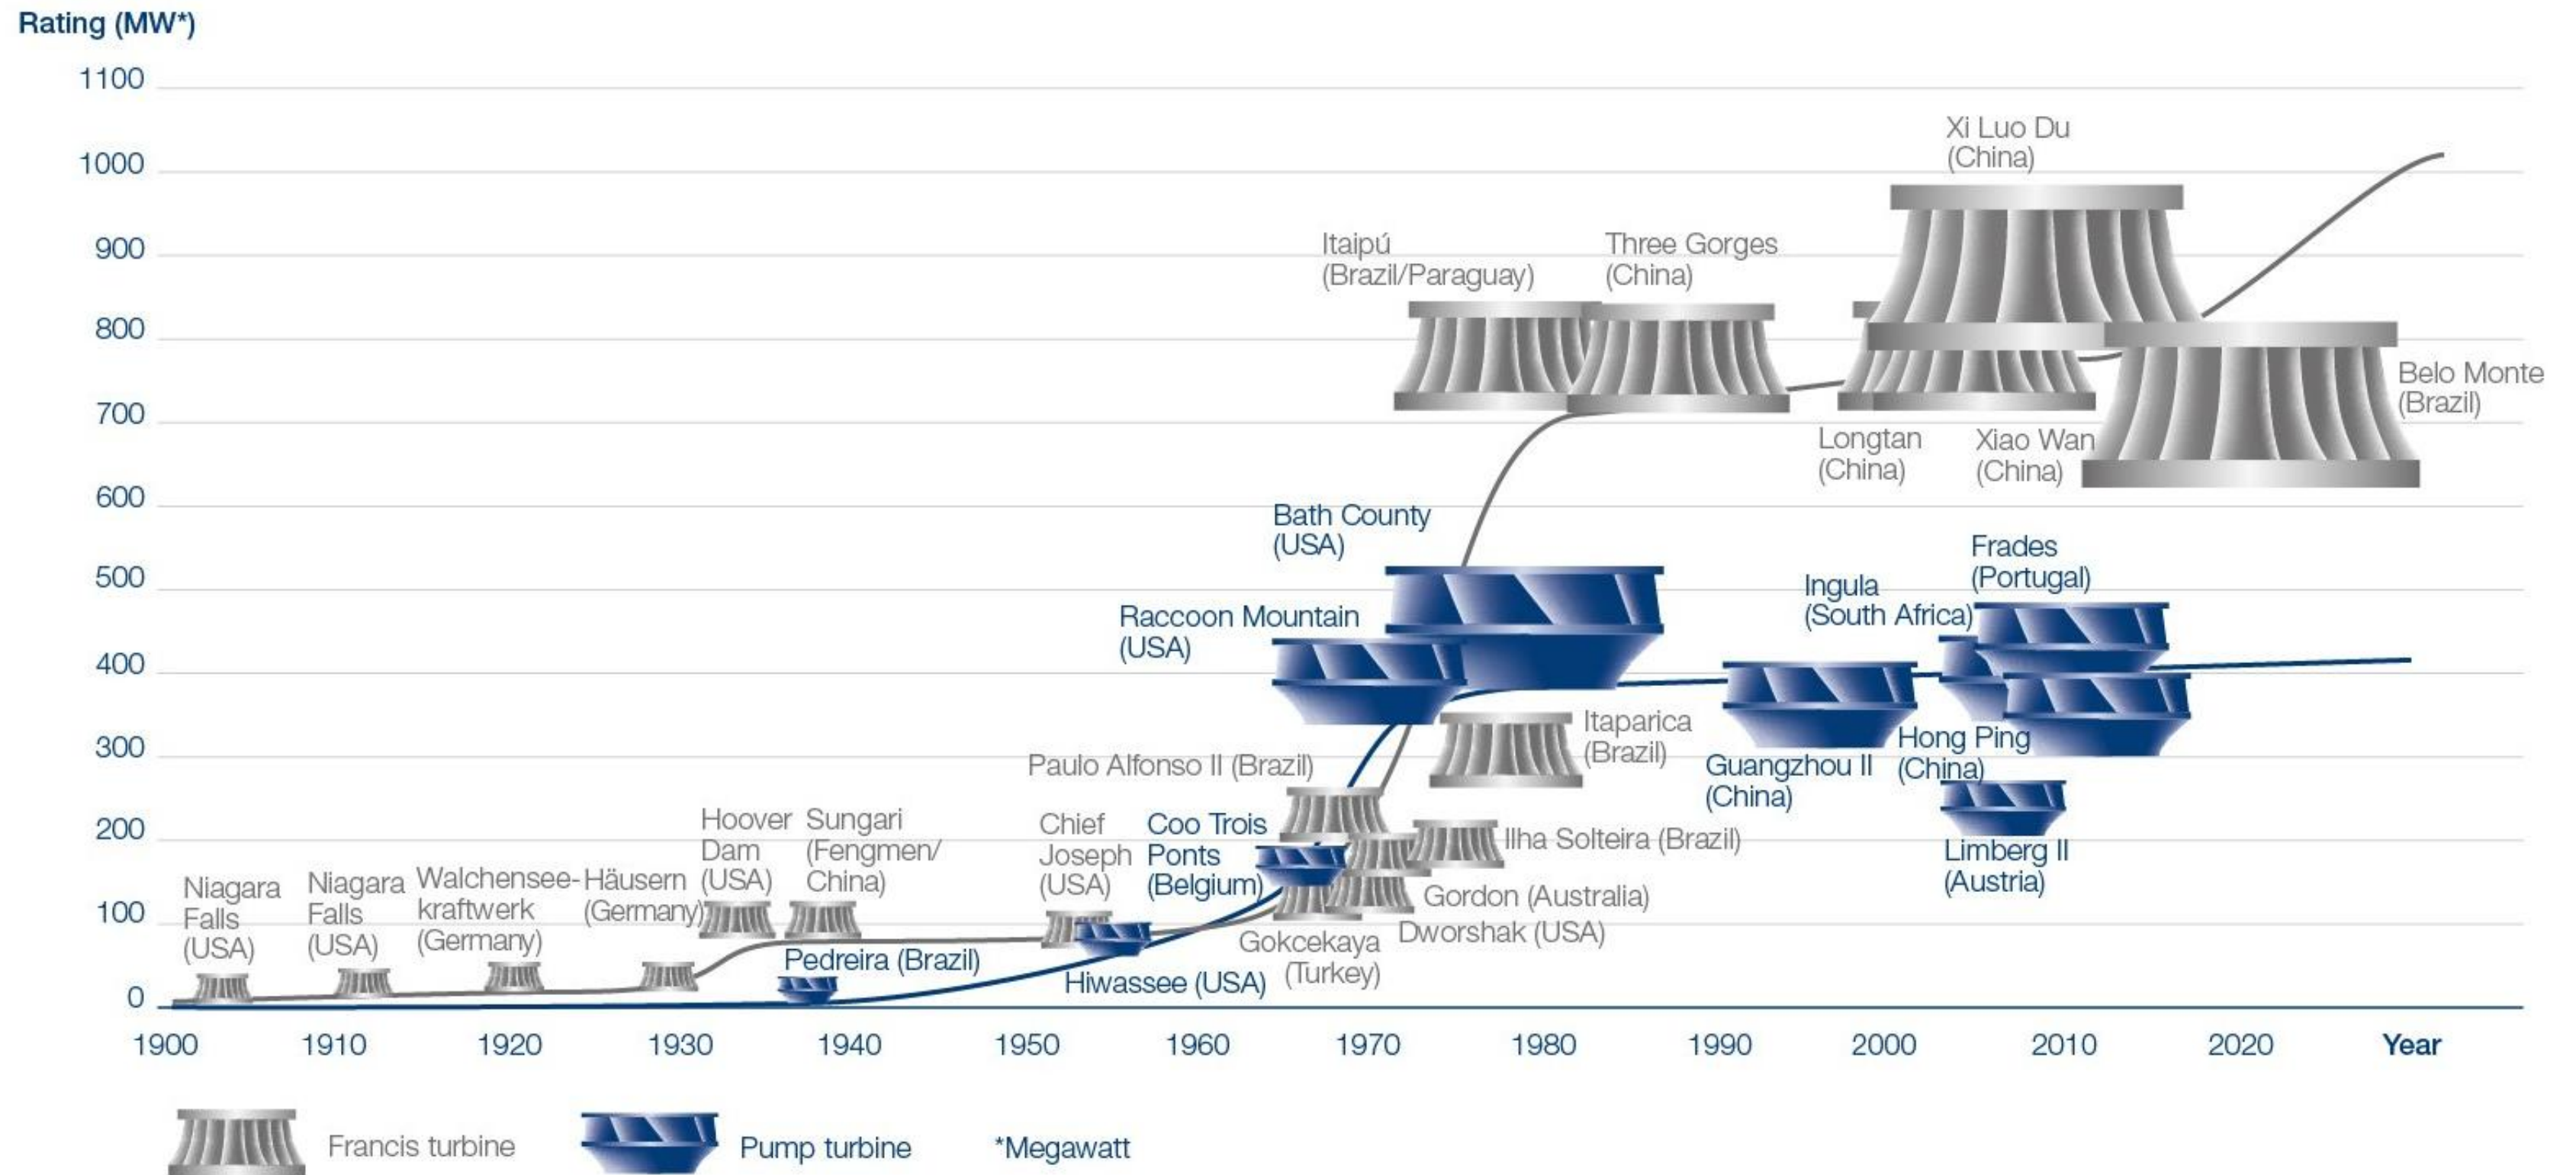 Rating (MW*)
1100
1000
900
800
700
600
500
400
300
200
100
0
Xi Luo Du
(China)
Itaipú
(Brazil/Paraguay)
Three Gorges
(China)
Belo Monte
(Brazil)
Longtan
(China)
Xiao Wan
(China)
Bath County
(USA)
Frades
(Portugal)
Ingula
(South Africa)
Raccoon Mountain
(USA)
Itaparica
(Brazil)
Guangzhou II
(China)
Hong Ping
(China)
Paulo Alfonso II (Brazil)
Hoover
Dam
(USA)
Sungari
(Fengmen/
China)
Chief
Joseph
(USA)
Coo Trois
Ponts
(Belgium)
Ilha Solteira (Brazil)
Limberg II
(Austria)
Niagara
Falls
(USA)
Niagara
Falls
(USA)
Walchensee-
kraftwerk
(Germany)
Häusern
(Germany)
Gordon (Australia)
Dworshak (USA)
Gokcekaya
(Turkey)
Pedreira (Brazil)
Hiwassee (USA)
1900
1910
1920
1930
1940
1950
1960
1970
1980
1990
2000
2010
2020
Year
Francis turbine
Pump turbine
*Megawatt